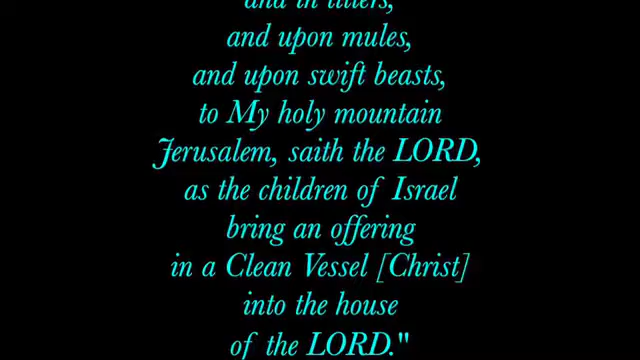 and in litters,
and upon mules,
and upon swift beasts,
to My holy mountain
Jerusalem, saith the LORD,
as the children of Israel
bring an offering
in a Clean Vessel [Christ]
into the house
of the LORD."